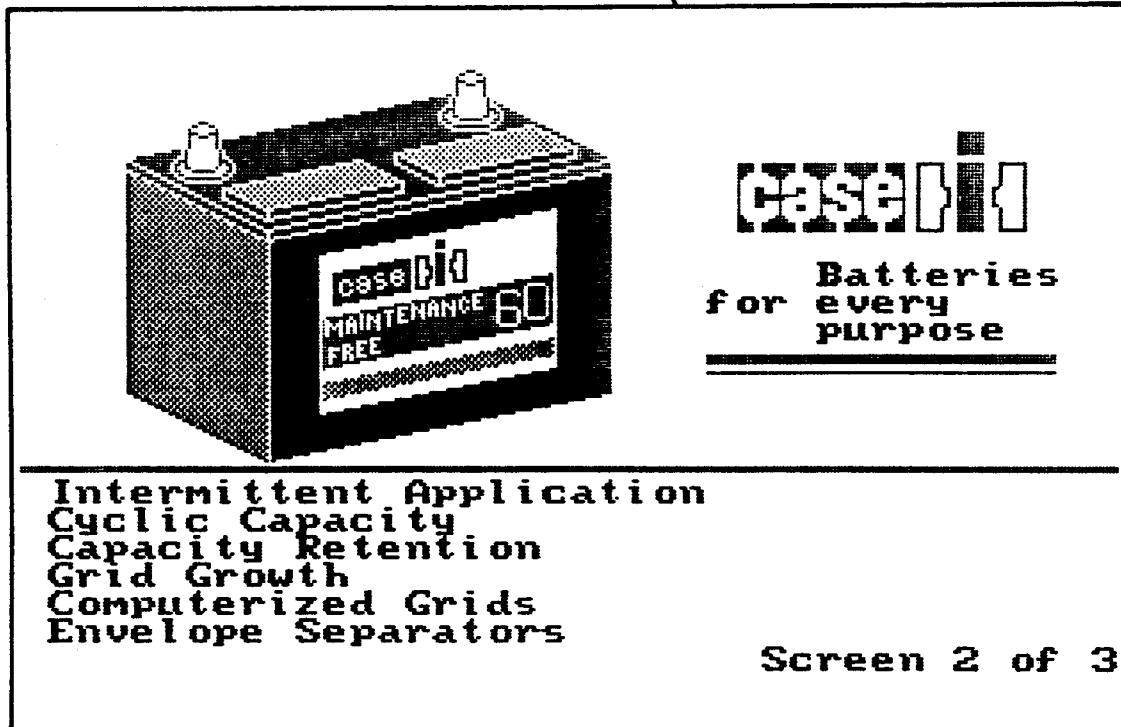 case
MAINTENANCE 60
FREE
case
Batteries
for every
purpose
Intermittent Application
Cyclic Capacity
Capacity Retention
Grid Growth
Computerized Grids
Envelope Separators
Screen 2 of 3